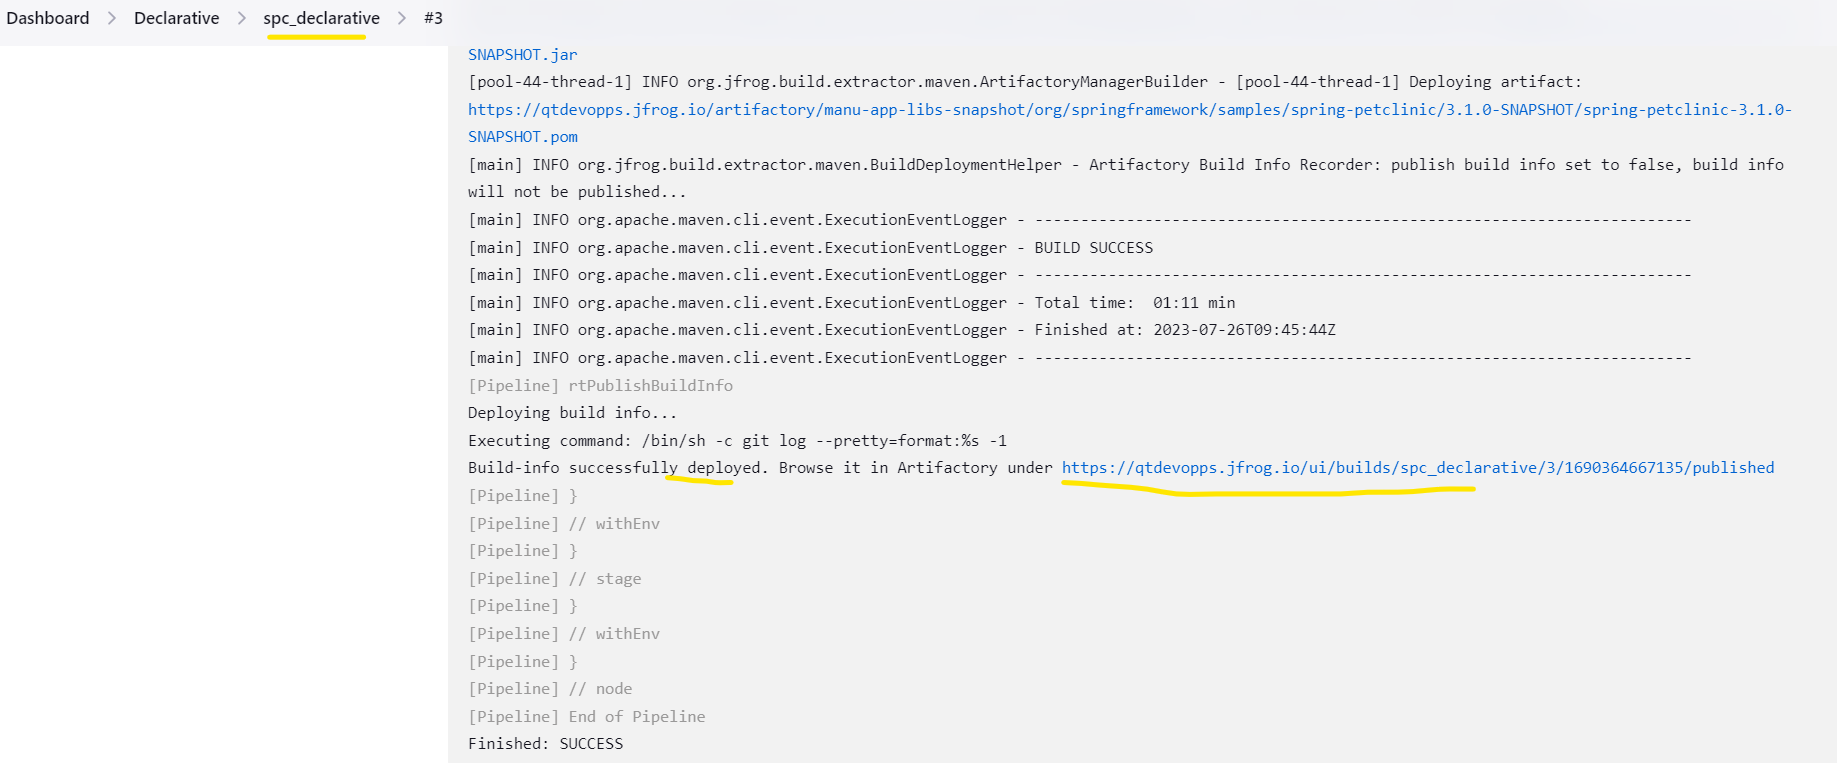 Dashboard > Declarative > spc_declarative > #3
SNAPSHOT.jar
[pool-44-thread-1] INFO org.jfrog.build.extractor.maven.ArtifactoryManagerBuilder - [pool-44-thread-1] Deploying artifact:
https://qtdevopps.jfrog.io/artifactory/manu-app-libs-snapshot/org/springframework/samples/spring-petclinic/3.1.0-SNAPSHOT/spring-petclinic-3.1.0-
SNAPSHOT.pom
[main] INFO org.jfrog.build.extractor.maven.BuildDeploymentHelper - Artifactory Build Info Recorder: publish build info set to false, build info
will not be published...
[main] INFO org.apache.maven.cli.event.ExecutionEventLogger - ------------------------------------------------------------------------
[main] INFO org.apache.maven.cli.event.ExecutionEventLogger - BUILD SUCCESS
[main] INFO org.apache.maven.cli.event.ExecutionEventLogger - ------------------------------------------------------------------------
[main] INFO org.apache.maven.cli.event.ExecutionEventLogger - Total time:  01:11 min
[main] INFO org.apache.maven.cli.event.ExecutionEventLogger - Finished at: 2023-07-26T09:45:44Z
[main] INFO org.apache.maven.cli.event.ExecutionEventLogger - ------------------------------------------------------------------------
[Pipeline] rtPublishBuildInfo
Deploying build info...
Executing command: /bin/sh -c git log --pretty=format:%s -1
Build-info successfully deployed. Browse it in Artifactory under https://qtdevopps.jfrog.io/ui/builds/spc_declarative/3/1690364667135/published
[Pipeline] }
[Pipeline] // withEnv
[Pipeline] }
[Pipeline] // stage
[Pipeline] }
[Pipeline] // withEnv
[Pipeline] }
[Pipeline] // node
[Pipeline] End of Pipeline
Finished: SUCCESS